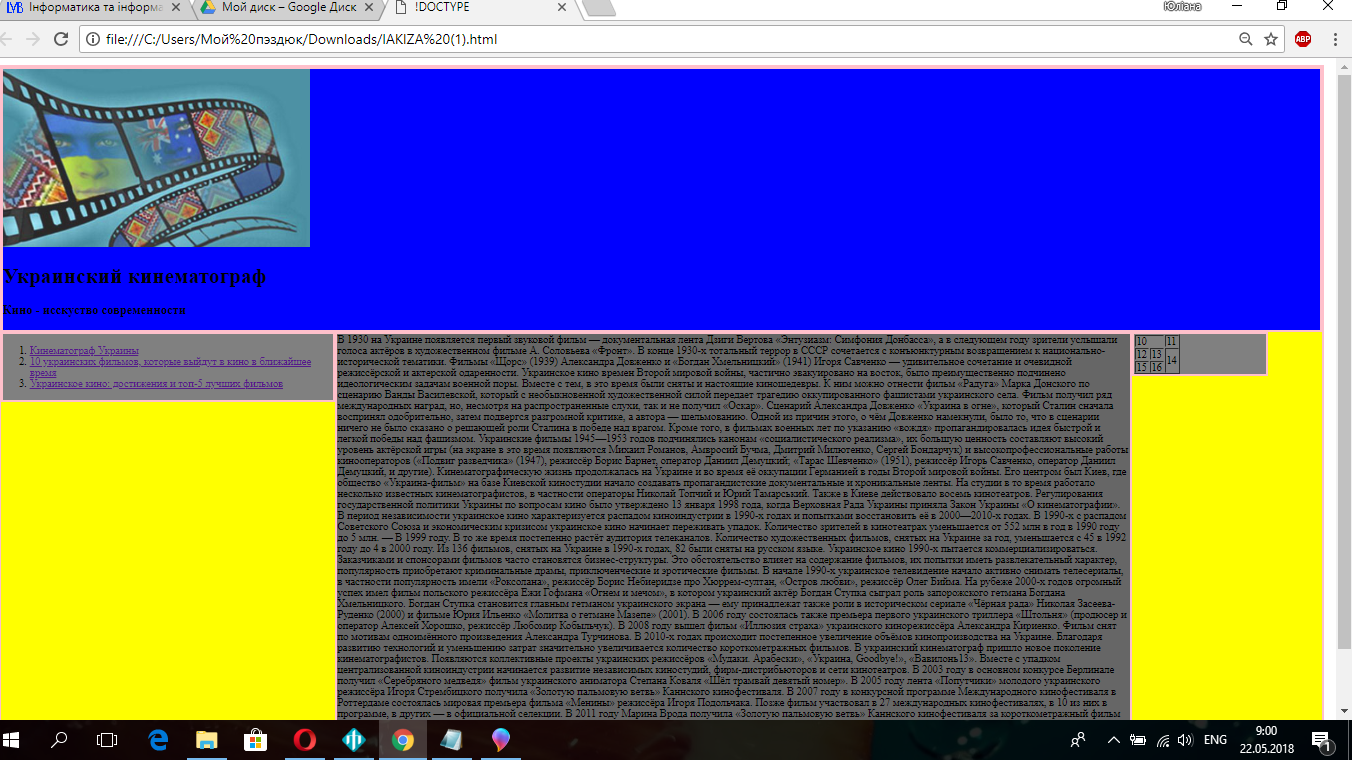 Інформатика та інформа
Мой диск – Google Диск
!DOCTYPE
Юліана
file:///C:/Users/Мой%20пэздюк/Downloads/IAKIZA%20(1).html
ABP
Украинский кинематограф
Кино - исскуство современности
1. Кинематограф Украины
2. 10 украинских фильмов, которые выйдут в кино в ближайшее
время
3. Украинское кино: достижения и топ-5 лучших фильмов
В 1930 на Украине появляется первый звуковой фильм — документальная лента Дзиги Вертова «Энтузиазм: Симфония Донбасса», а в следующем году зрители услышали
голоса актёров в художественном фильме А. Соловьева «Фронт». В конце 1930-х тотальный террор в СССР сочетается с конъюнктурным возвращением к национально-
исторической тематики. Фильмы «Щорс» (1939) Александра Довженко и «Богдан Хмельницкий» (1941) Игоря Савченко — удивительное сочетание и очевидной
режиссёрской и актерской одаренности. Украинское кино времен Второй мировой войны, частично эвакуировано на восток, было преимущественно подчинено
идеологическим задачам военной поры. Вместе с тем, в это время были сняты и настоящие киношедевры. К ним можно отнести фильм «Радуга» Марка Донского по
сценарию Ванды Василевской, который с необыкновенной художественной силой передает трагедию оккупированного фашистами украинского села. Фильм получил ряд
международных наград, но, несмотря на распространенные слухи, так и не получил «Оскар». Сценарий Александра Довженко «Украина в огне», который Сталин сначала
воспринял одобрительно, затем подвергся разгромной критике, а автора — шельмованию. Одной из причин этого, о чём Довженко намекнули, было то, что в сценарии
ничего не было сказано о решающей роли Сталина в победе над врагом. Кроме того, в фильмах военных лет по указанию «вождя» пропагандировалась идея быстрой и
легкой победы над фашизмом. Украинские фильмы 1945—1953 годов подчинялись канонам «социалистического реализма», их большую ценность составляют высокий
уровень актёрской игры (на экране в это время появляются Михаил Романов, Амвросий Бучма, Дмитрий Милютенко, Сергей Бондарчук) и высокопрофессиональные работы
кинооператоров («Подвиг разведчика» (1947), режиссёр Борис Барнет, оператор Даниил Демуцкий; «Тарас Шевченко» (1951), режиссёр Игорь Савченко, оператор Даниил
Демуцкий, и другие). Кинематографическую жизнь продолжалась на Украине и во время её оккупации Германией в годы Второй мировой войны. Его центром был Киев, где
общество «Украина-фильм» на базе Киевской киностудии начало создавать пропагандистские документальные и хроникальные ленты. На студии в то время работало
несколько известных кинематографистов, в частности операторы Николай Топчий и Юрий Тамарський. Также в Киеве действовало восемь кинотеатров. Регулирования
государственной политики Украины по вопросам кино было утверждено 13 января 1998 года, когда Верховная Рада Украины приняла Закон Украины «О кинематографии».
В период независимости украинское кино характеризуется распадом киноиндустрии в 1990-х годах и попытками восстановить её в 2000—2010-х годах. В 1990-х с распадом
Советского Союза и экономическим кризисом украинское кино начинает переживать упадок. Количество зрителей в кинотеатрах уменьшается от 552 млн в год в 1990 году
до 5 млн. — В 1999 году. В то же время постепенно растёт аудитория телеканалов. Количество художественных фильмов, снятых на Украине за год, уменьшается с 45 в 1992
году до 4 в 2000 году. Из 136 фильмов, снятых на Украине в 1990-х годах, 82 были сняты на русском языке. Украинское кино 1990-х пытается коммерциализироваться.
Заказчиками и спонсорами фильмов часто становятся бизнес-структуры. Это обстоятельство влияет на содержание фильмов, их попытки иметь развлекательный характер,
популярность приобретают криминальные драмы, приключенческие и эротические фильмы. В начале 1990-х украинское телевидение начало активно снимать телесериалы,
в частности популярность имели «Роксолана», режиссёр Борис Небиеридзе про Хюррем-султан, «Остров любви», режиссёр Олег Бийма. На рубеже 2000-х годов огромный
успех имел фильм польского режиссёра Ежи Гофмана «Огнем и мечом», в котором украинский актёр Богдан Ступка сыграл роль запорожского гетмана Богдана
Хмельницкого. Богдан Ступка становится главным гетманом украинского экрана — ему принадлежат также роли в историческом сериале «Чёрная рада» Николая Засеева-
Руденко (2000) и фильме Юрия Ильенко «Молитва о гетмане Мазепе» (2001). В 2006 году состоялась также премьера первого украинского триллера «Штольня» (продюсер и
оператор Алексей Хорошко, режиссёр Любомир Кобыльчук). В 2008 году вышел фильм «Иллюзия страха» украинского кинорежиссёра Александра Кириенко. Фильм снят
по мотивам одноимённого произведения Александра Турчинова. В 2010-х годах происходит постепенное увеличение объёмов кинопроизводства на Украине. Благодаря
развитию технологий и уменьшению затрат значительно увеличивается количество короткометражных фильмов. В украинский кинематограф пришло новое поколение
кинематографистов. Появляются коллективные проекты украинских режиссёров «Мудаки. Арабески», «Украина, Goodbye!», «Вавилонь13». Вместе с упадком
централизованной киноиндустрии начинается развитие независимых киностудий, фирм-дистрибьюторов и сети кинотеатров. В 2003 году в основном конкурсе Берлинале
получил «Серебряного медведя» фильм украинского аниматора Степана Коваля «Шёл трамвай девятый номер». В 2005 году лента «Попутчики» молодого украинского
режиссёра Игоря Стрембицкого получила «Золотую пальмовую ветвь» Каннского кинофестиваля. В 2007 году в конкурсной программе Международного кинофестиваля в
Роттердаме состоялась мировая премьера фильма «Менины» режиссёра Игоря Подольчака. Позже фильм участвовал в 27 международных кинофестивалях, в 10 из них в
программе, в других — в официальной селекции. В 2011 году Марина Врода получила «Золотую пальмовую ветвь» Каннского кинофестиваля за короткометражный фильм
10 11
12 13 14
15 16
ENG
9:00
22.05.2018
1